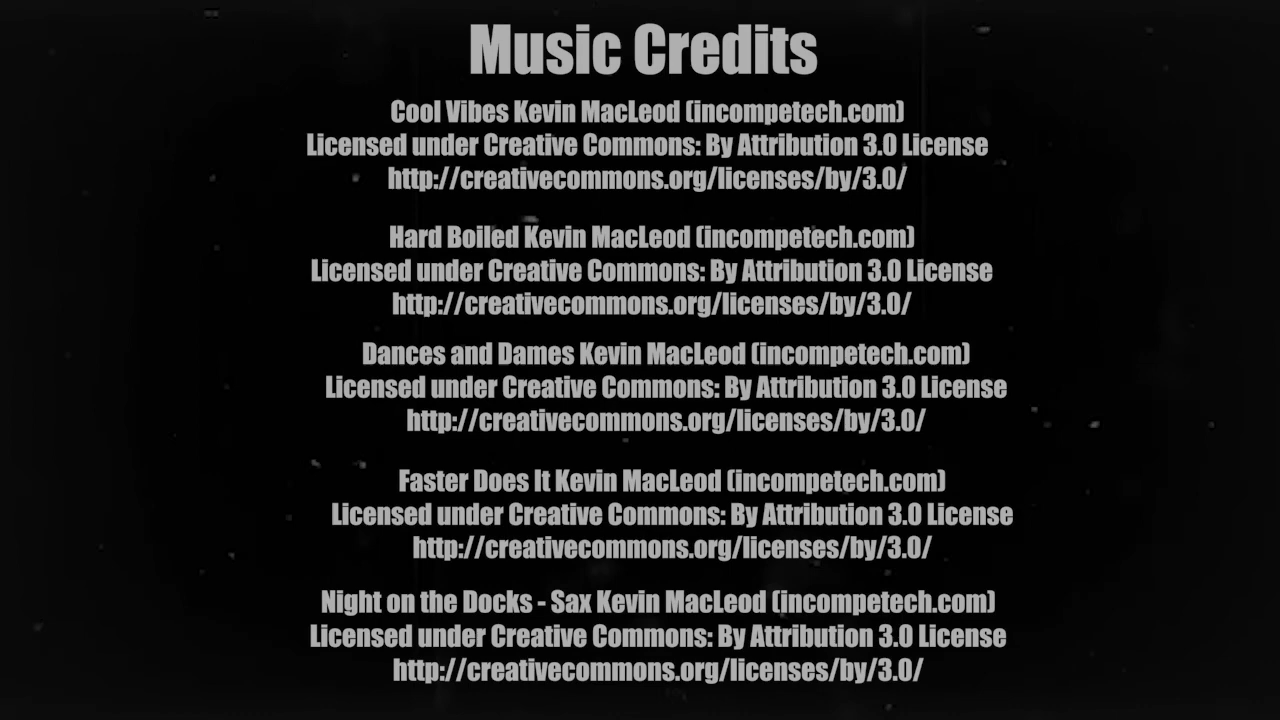 Music Credits
Cool Vibes Kevin MacLeod (incompetech.com)
Licensed under Creative Commons: By Attribution 3.0 License
http://creativecommons.org/licenses/by/3.0/
Hard Boiled Kevin MacLeod (incompetech.com)
Licensed under Creative Commons: By Attribution 3.0 License
http://creativecommons.org/licenses/by/3.0/
Dances and Dames Kevin MacLeod (incompetech.com)
Licensed under Creative Commons: By Attribution 3.0 License
http://creativecommons.org/licenses/by/3.0/
Faster Does It Kevin MacLeod (incompetech.com)
Licensed under Creative Commons: By Attribution 3.0 License
http://creativecommons.org/licenses/by/3.0/
Night on the Docks - Sax Kevin MacLeod (incompetech.com)
Licensed under Creative Commons: By Attribution 3.0 License
http://creativecommons.org/licenses/by/3.0/